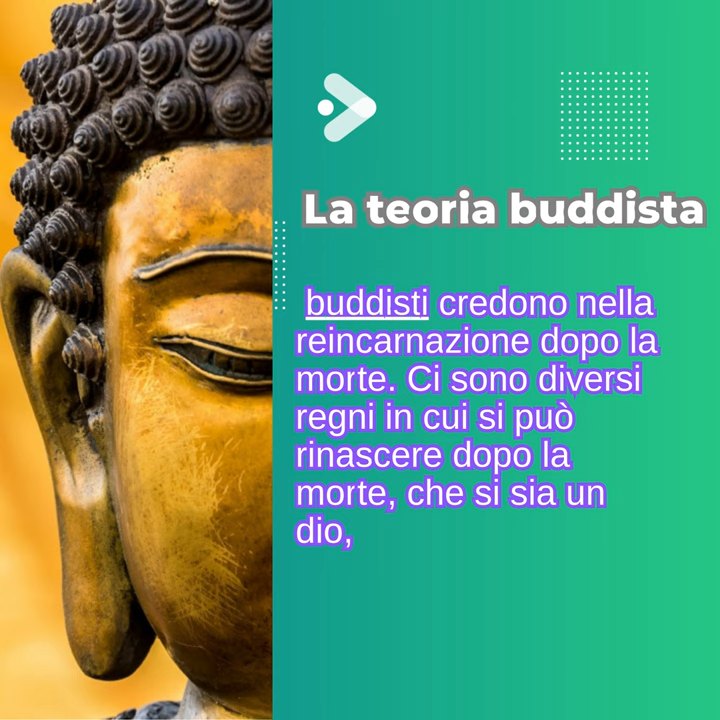 La teoria buddista
buddisti credono nella
reincarnazione dopo la
morte. Ci sono diversi
regni in cui si può
rinascere dopo la
morte, che si sia un
dio,